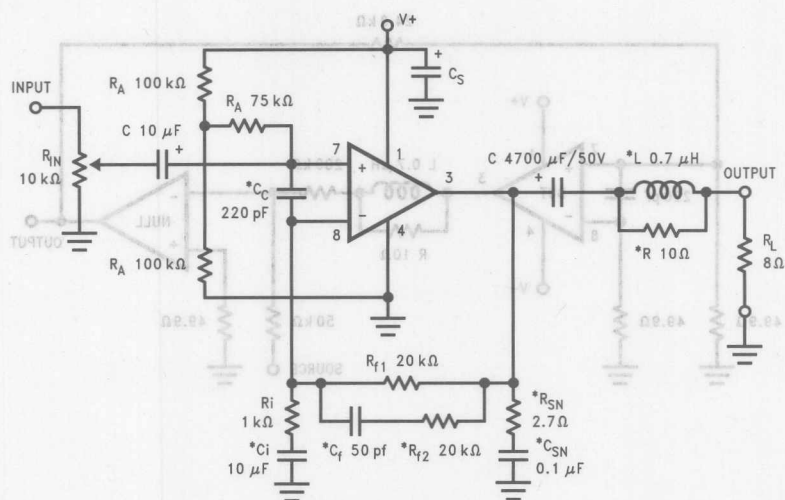 V+
INPUT
R_A 100 kΩ
R_A 75 kΩ
+
C_S
C 10 μF
+
R_IN
10 kΩ
7
1
+
3
*C_C
220 pF
−
8
4
C 4700 μF/50V
+
*L 0.7 μH
OUTPUT
*R 10Ω
R_L
8Ω
R_A 100 kΩ
R_f1 20 kΩ
Ri
1 kΩ
*Ci
10 μF
*C_f 50 pf
*R_f2 20 kΩ
*R_SN
2.7Ω
*C_SN
0.1 μF